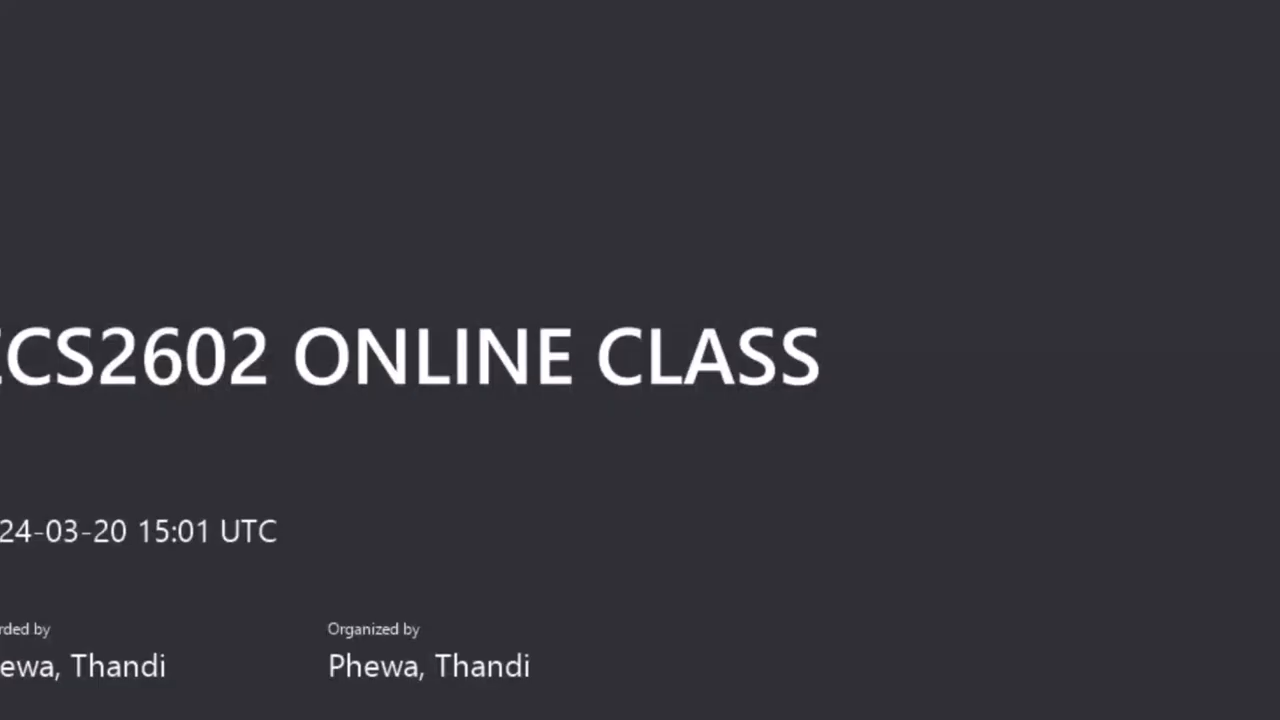 CS2602 ONLINE CLASS
24-03-20 15:01 UTC
rded by
Organized by
ewa, Thandi
Phewa, Thandi